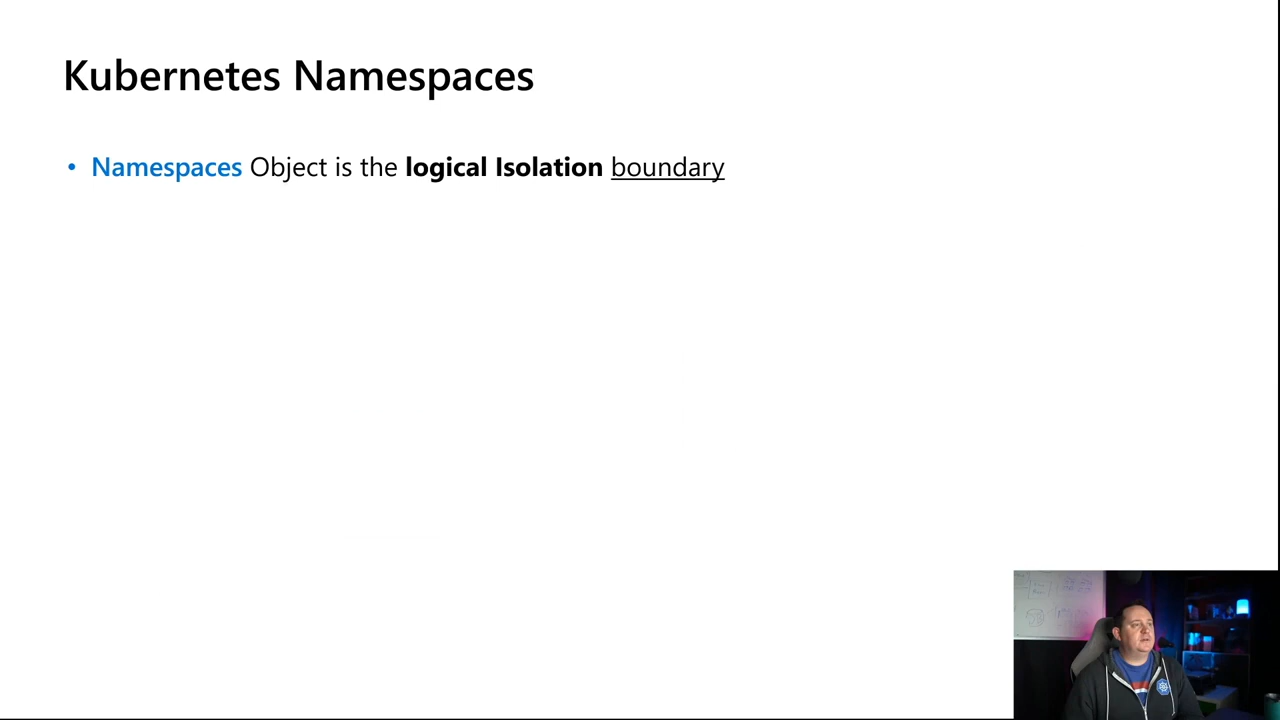 Kubernetes Namespaces
• Namespaces Object is the logical Isolation boundary